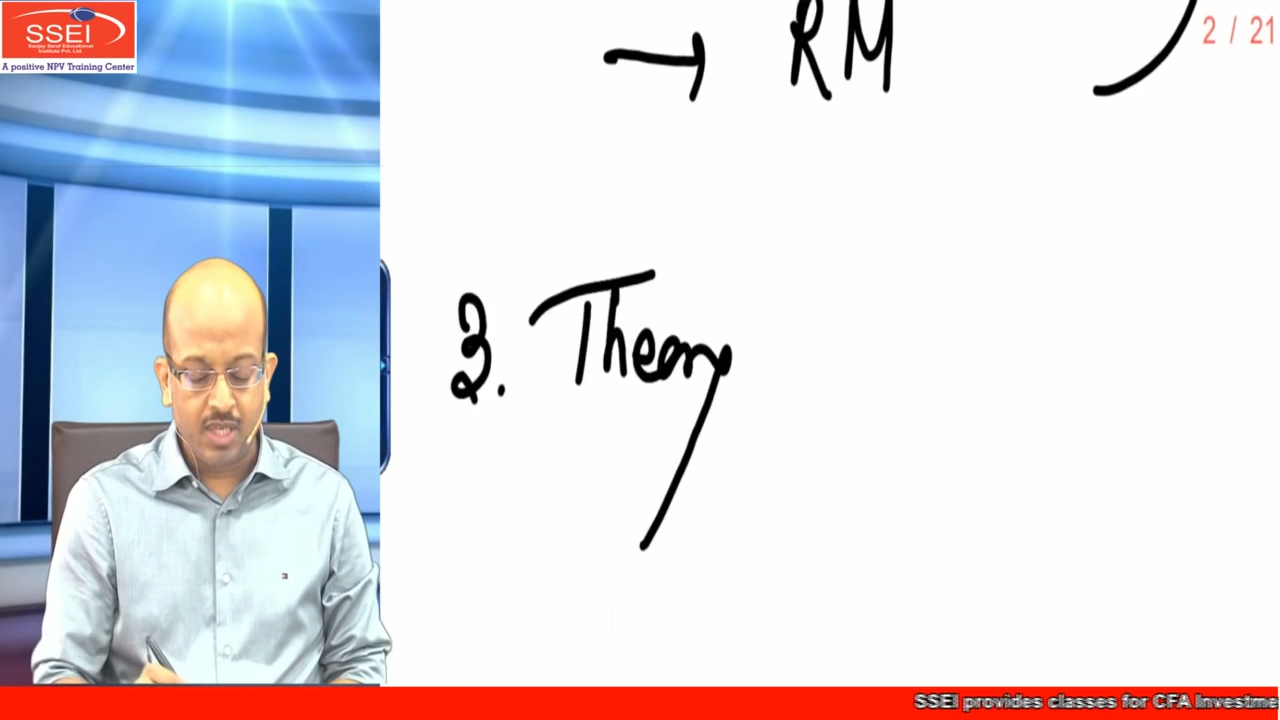 SSEI
Sanjay Saraf Educational
Institute Pvt. Ltd.
A positive NPV Training Center
→ RM
2 / 21
3. Theory
SSEI provides classes for CFA Investme